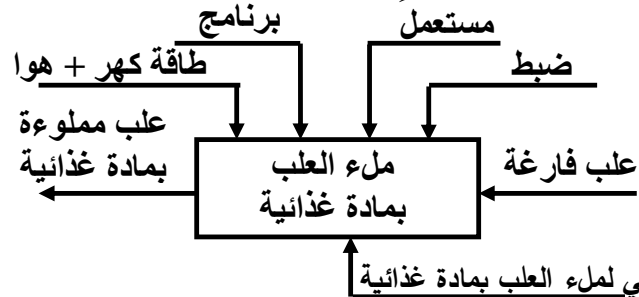 برنامج
مستعمل
طاقة كهر + هوا
ضبط
علب مملوءة
بمادة غذائية
ملء العلب
بمادة غذائية
علب فارغة
لملء العلب بمادة غذائية